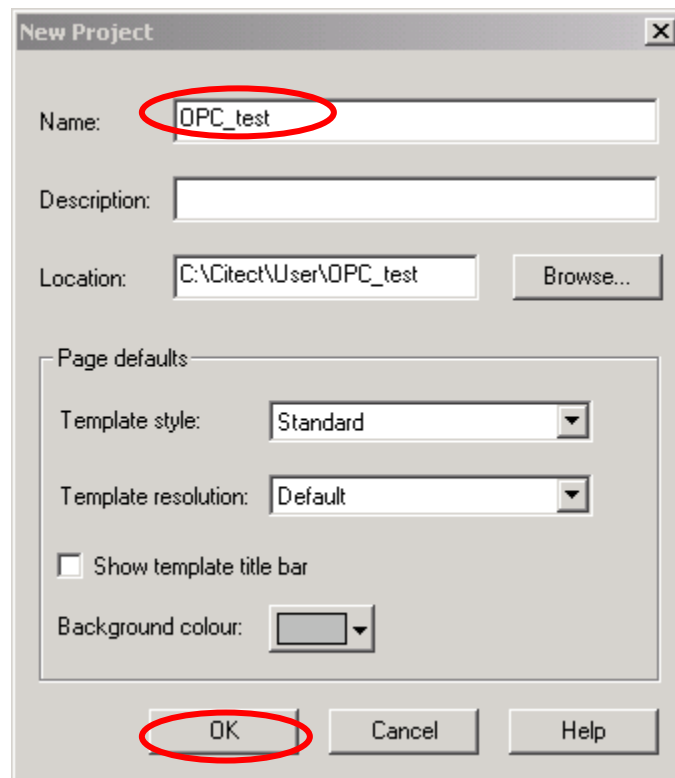 New Project
Name: OPC_test
Description:
Location: C:\Citect\User\OPC_test Browse...
Page defaults
Template style: Standard
Template resolution: Default
Show template title bar
Background colour:
OK Cancel Help